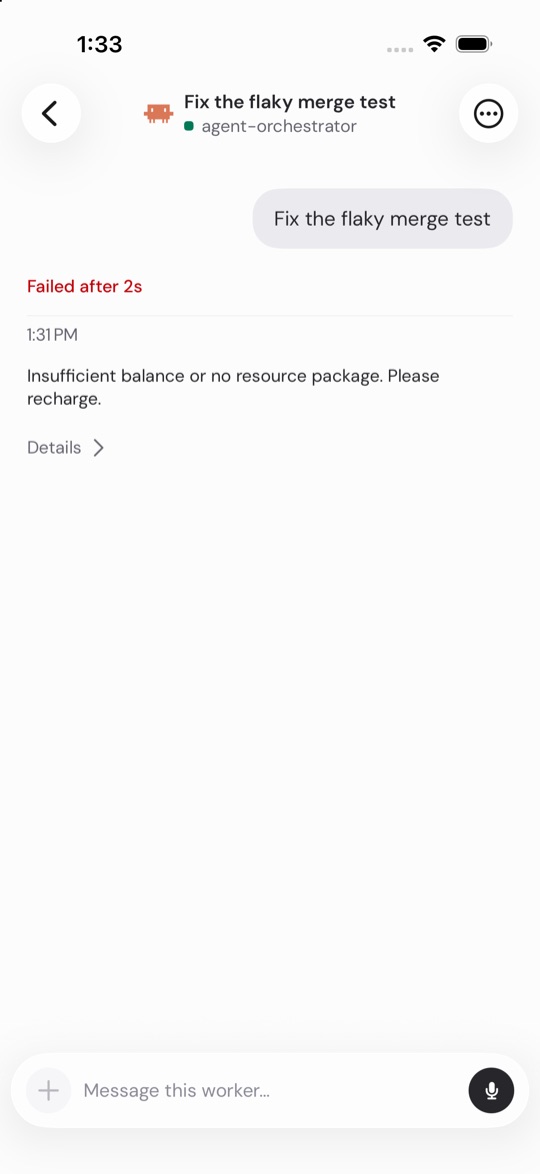 1:33
Fix the flaky merge test
agent-orchestrator
Fix the flaky merge test
Failed after 2s
1:31 PM
Insufficient balance or no resource package. Please
recharge.
Details
Message this worker...